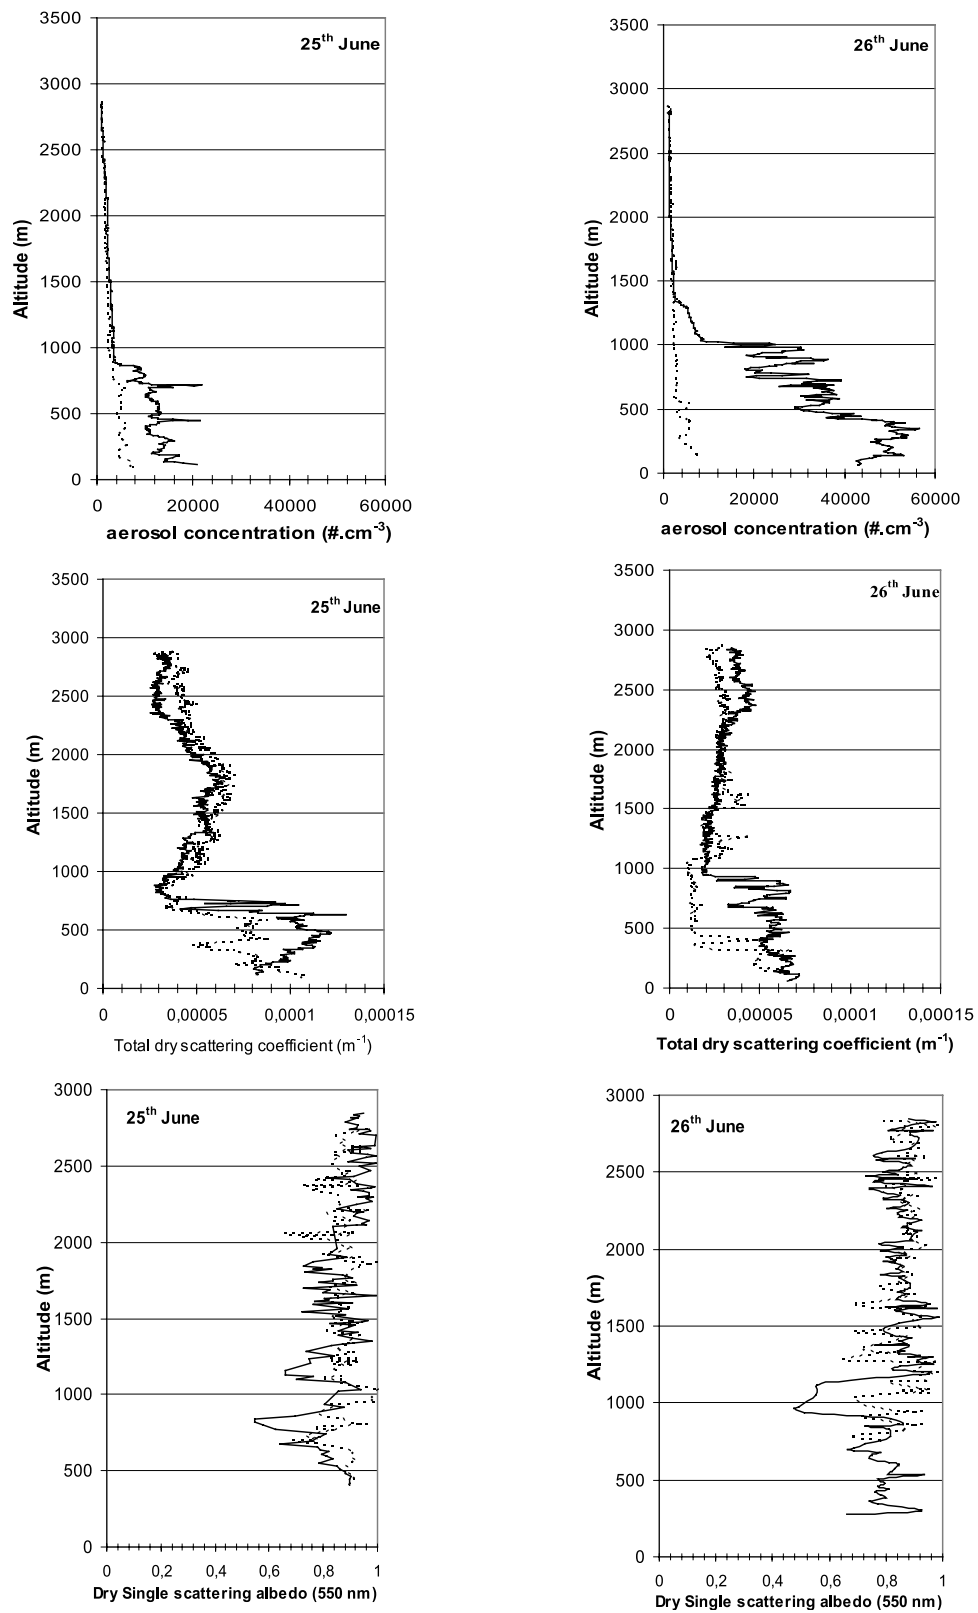 25th June
3500
3000
2500
2000
1500
1000
500
0
Altitude (m)
0 20000 40000 60000
aerosol concentration (#.cm-3)
26th June
3500
3000
2500
2000
1500
1000
500
0
Altitude (m)
0 20000 40000 60000
aerosol concentration (#.cm-3)
25th June
3500
3000
2500
2000
1500
1000
500
0
Altitude (m)
0 0,00005 0,0001 0,00015
Total dry scattering coefficient (m-1)
26th June
3500
3000
2500
2000
1500
1000
500
0
Altitude (m)
0 0,00005 0,0001 0,00015
Total dry scattering coefficient (m-1)
25th June
3000
2500
2000
1500
1000
500
0
Altitude (m)
0 0,2 0,4 0,6 0,8 1
Dry Single scattering albedo (550 nm)
26th June
3000
2500
2000
1500
1000
500
0
Altitude (m)
0 0,2 0,4 0,6 0,8 1
Dry Single scattering albedo (550 nm)